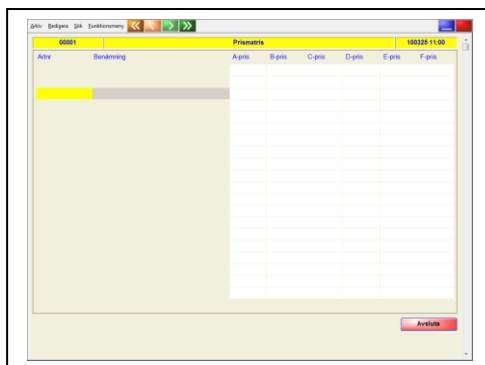 Arkiv Redigera Sök Funktionsmeny
00001 Prismatris 100325 11:00
Artnr Benämning A-pris B-pris C-pris D-pris E-pris F-pris
Avsluta